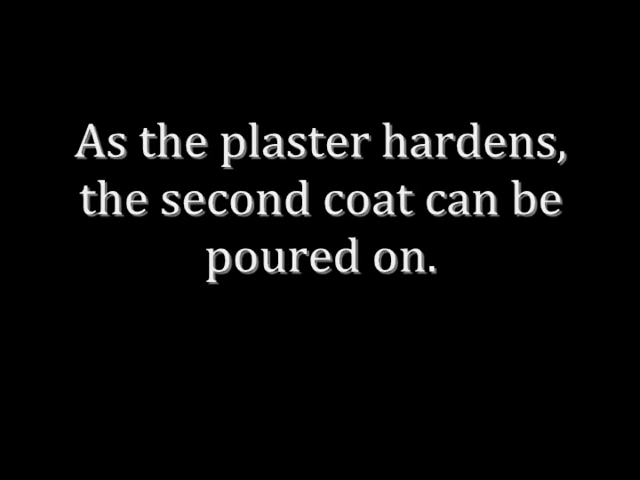 As the plaster hardens,
the second coat can be
poured on.